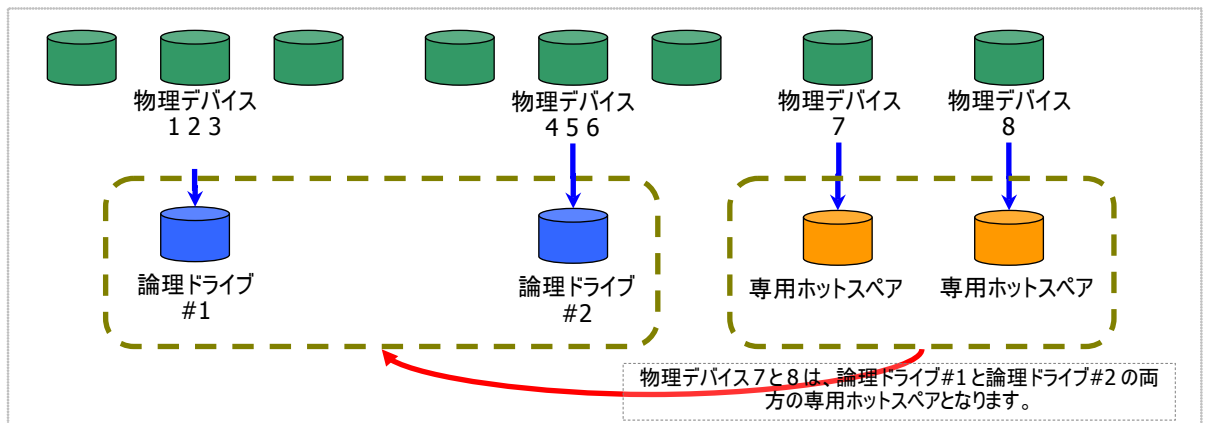 物理デバイス
1 2 3
物理デバイス
4 5 6
物理デバイス
7
物理デバイス
8
論理ドライブ
#1
論理ドライブ
#2
専用ホットスペア
専用ホットスペア
物理デバイス7と8は、論理ドライブ#1と論理ドライブ#2の両
方の専用ホットスペアとなります。